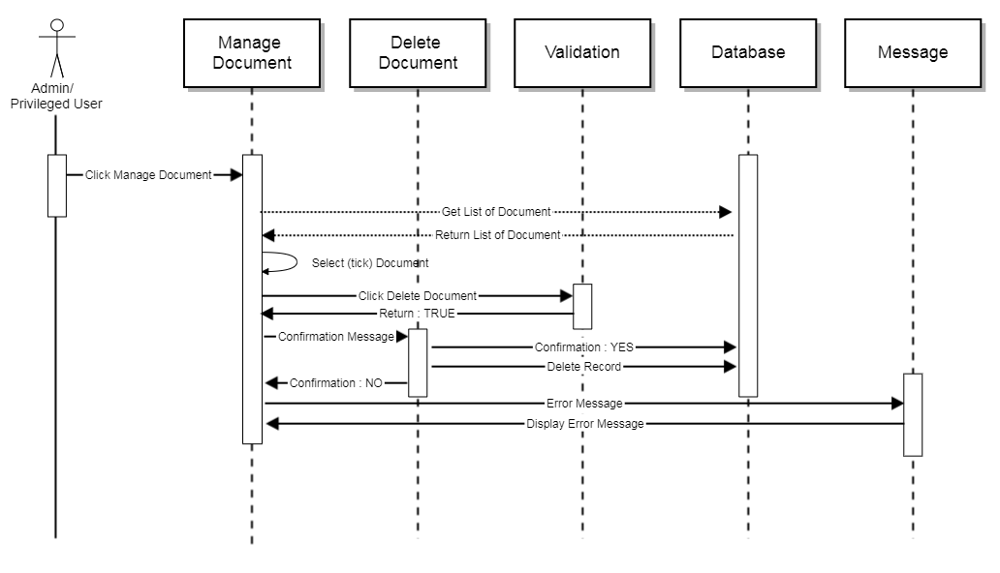 Admin/
Privileged User
Manage
Document
Delete
Document
Validation
Database
Message
Click Manage Document
Get List of Document
Return List of Document
Select (tick) Document
Click Delete Document
Return : TRUE
Confirmation Message
Confirmation : YES
Delete Record
Confirmation : NO
Error Message
Display Error Message